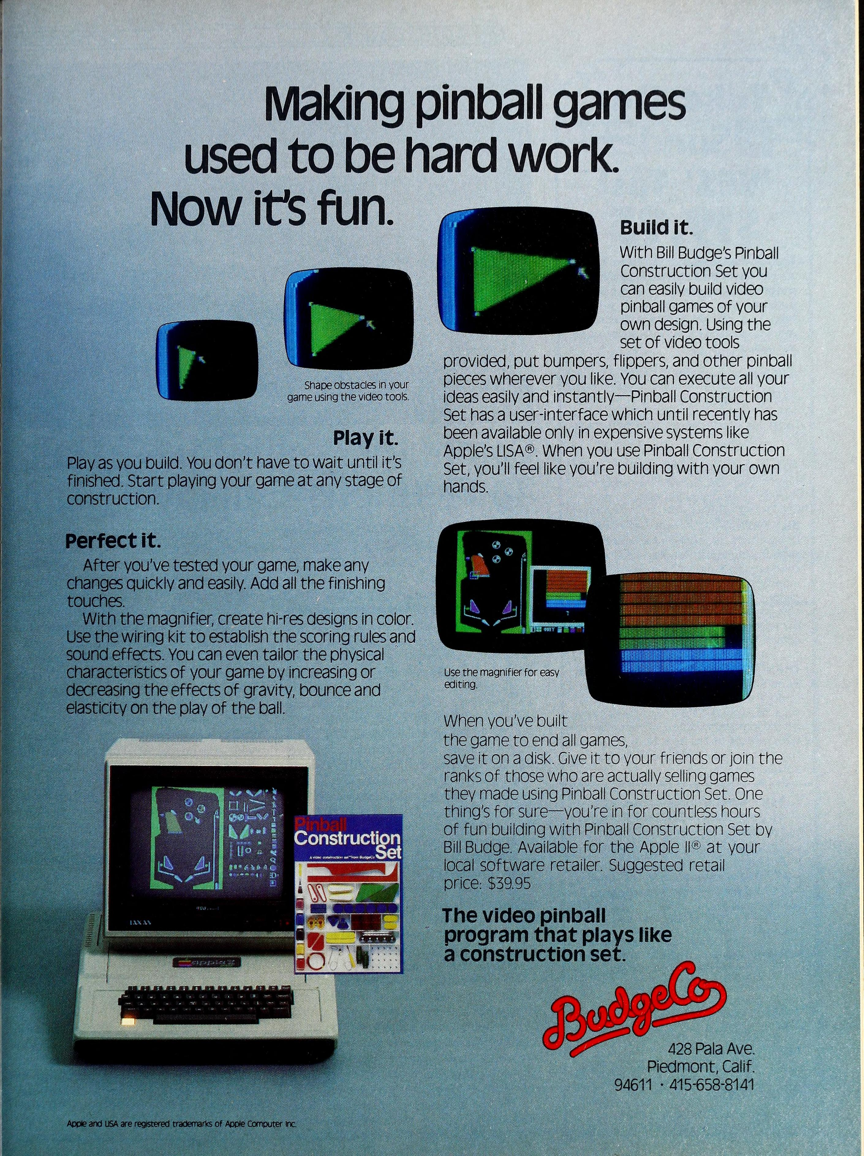 Making pinball games
used to be hard work.
Now it's fun.
Build it.
With Bill Budge's Pinball
Construction Set you
can easily build video
pinball games of your
own design. Using the
set of video tools
provided, put bumpers, flippers, and other pinball
pieces wherever you like. You can execute all your
ideas easily and instantly—Pinball Construction
Set has a user-interface which until recently has
been available only in expensive systems like
Apple's LISA®. When you use Pinball Construction
Set, you'll feel like you're building with your own
hands.
Shape obstacles in your
game using the video tools.
Play it.
Play as you build. You don't have to wait until it's
finished. Start playing your game at any stage of
construction.
Perfect it.
After you've tested your game, make any
changes quickly and easily. Add all the finishing
touches.
With the magnifier, create hi-res designs in color.
Use the wiring kit to establish the scoring rules and
sound effects. You can even tailor the physical
characteristics of your game by increasing or
decreasing the effects of gravity, bounce and
elasticity on the play of the ball.
Use the magnifier for easy
editing.
When you've built
the game to end all games,
save it on a disk. Give it to your friends or join the
ranks of those who are actually selling games
they made using Pinball Construction Set. One
thing's for sure—you're in for countless hours
of fun building with Pinball Construction Set by
Bill Budge. Available for the Apple II® at your
local software retailer. Suggested retail
price: $39.95
Pinball
Construction
Set
A video construction set from BudgeCo
TAXAN
apple
The video pinball
program that plays like
a construction set.
BudgeCo
428 Pala Ave.
Piedmont, Calif.
94611 · 415-658-8141
Apple and LISA are registered trademarks of Apple Computer Inc.